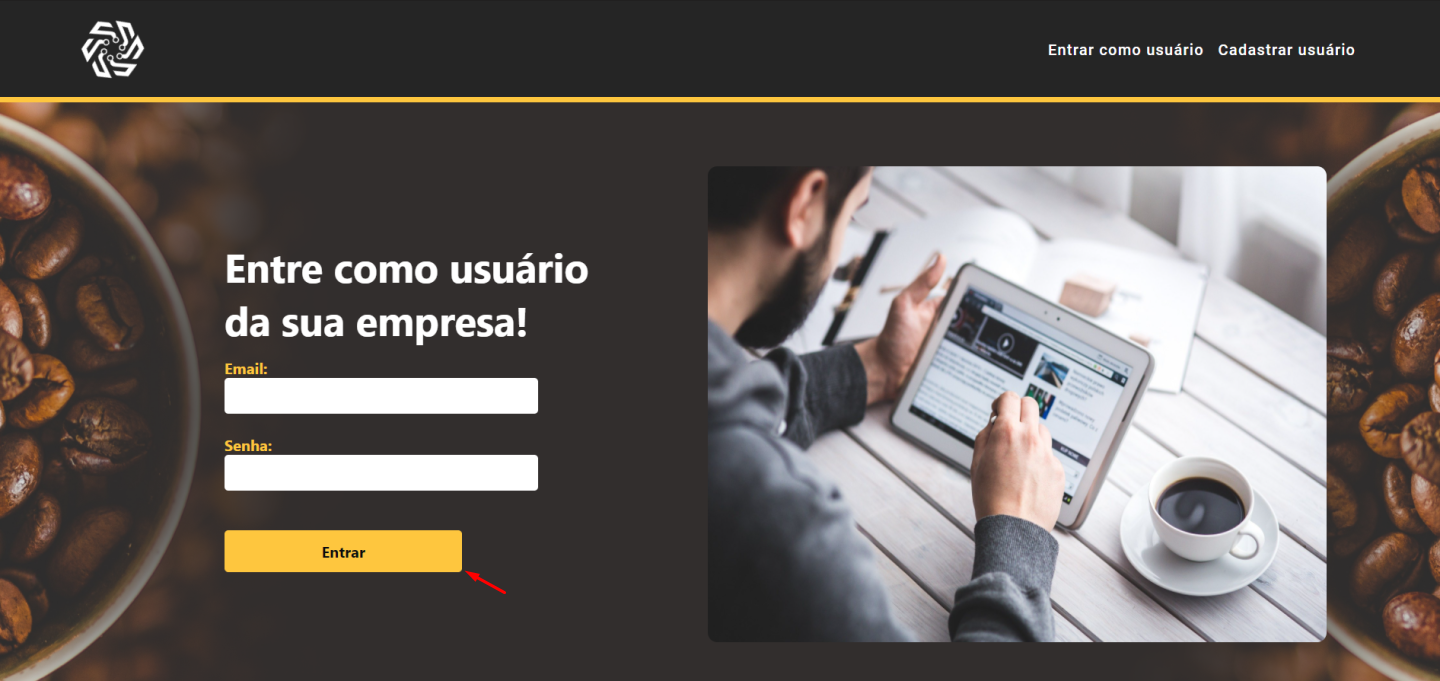 Entrar como usuário Cadastrar usuário
Entre como usuário
da sua empresa!
Email:
Senha:
Entrar